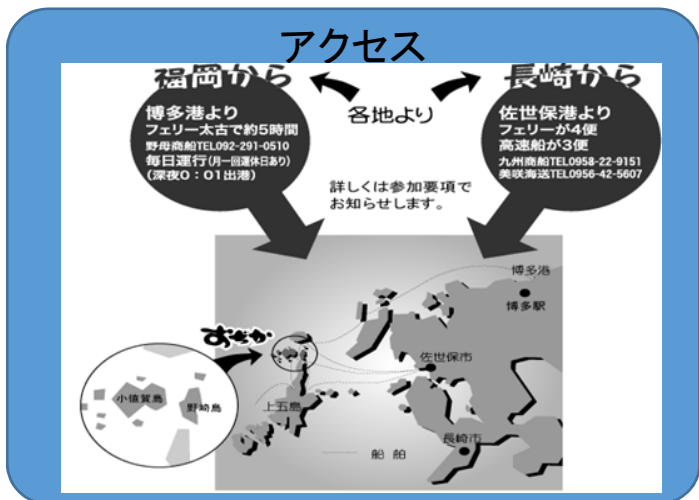 アクセス
福岡から
博多港より
フェリー太古で約5時間
野母商船TEL092-291-0510
毎日運行(月一回運休日あり)
(深夜0:01出港)
各地より
長崎から
佐世保港より
フェリーが4便
高速船が3便
九州商船TEL0958-22-9151
美咲海送TEL0956-42-5607
詳しくは参加要項で
お知らせします。
博多港
博多駅
おぢか
佐世保市
小値賀島
野崎島
上五島
長崎市
船舶